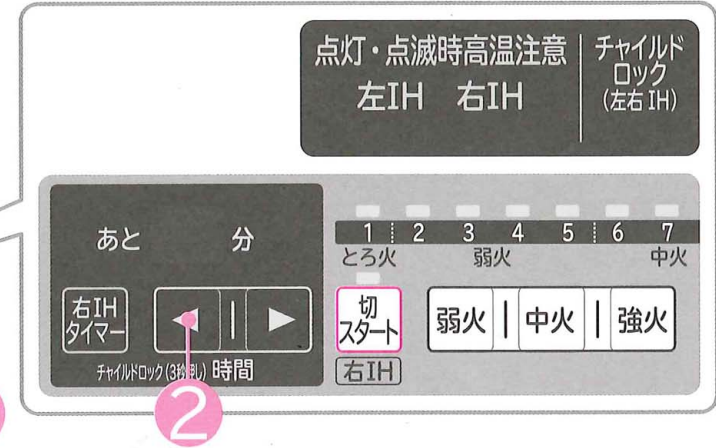 点灯・点滅時高温注意
左IH 右IH
チャイルド
ロック
(左右IH)
あと 分
1 2 3 4 5 6 7
とろ火 弱火 中火
右IH
タイマー
◀ | ▶
切
スタート
弱火 | 中火 | 強火
チャイルドロック(3秒押し) 時間
右IH
2